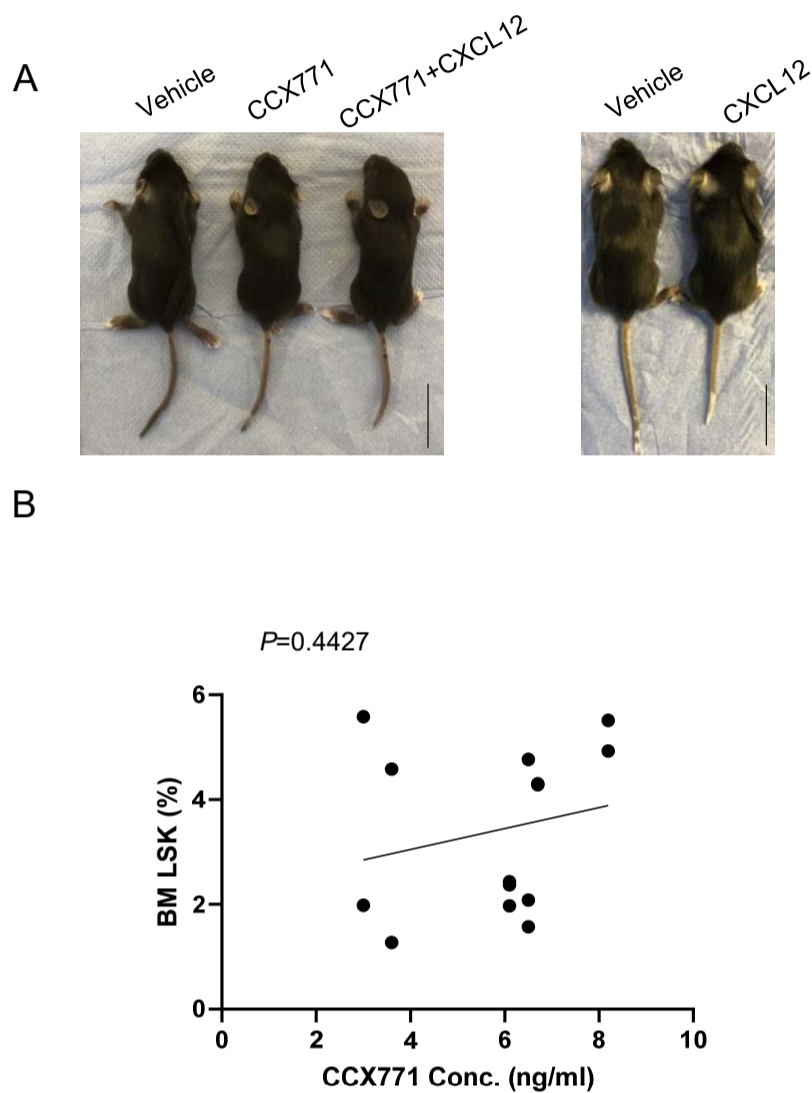 A
Vehicle
CCX771
CCX771+CXCL12
Vehicle
CXCL12
B
P=0.4427
6
4
2
0
BM LSK (%)
0 2 4 6 8 10
CCX771 Conc. (ng/ml)